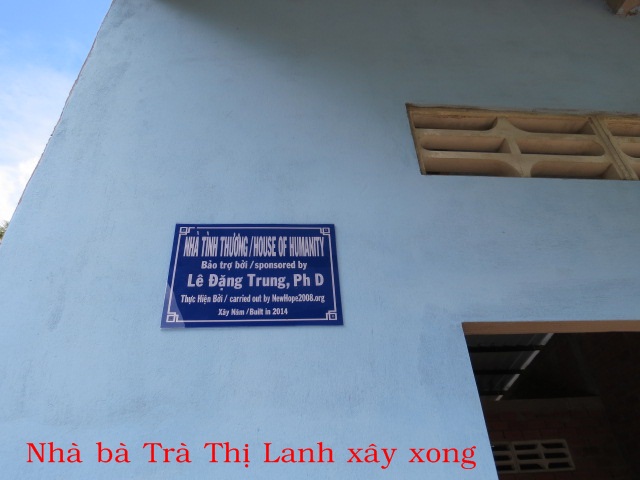 NHÀ TÌNH THƯƠNG / HOUSE OF HUMANITY
Bảo trợ bởi / sponsored by
Lê Đặng Trung, Ph D
Thực Hiện Bởi / carried out by NewHope2008.org
Xây Năm / Built in 2014
Nhà bà Trà Thị Lanh xây xong